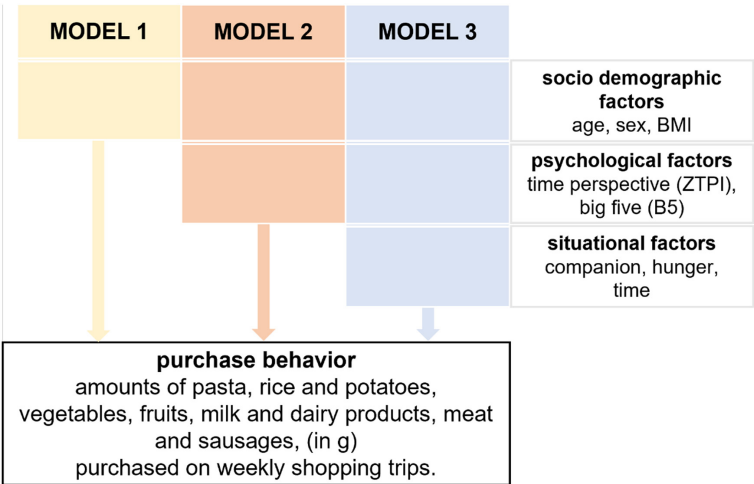 MODEL 1 MODEL 2 MODEL 3
socio demographic
factors
age, sex, BMI
psychological factors
time perspective (ZTPI),
big five (B5)
situational factors
companion, hunger,
time
purchase behavior
amounts of pasta, rice and potatoes,
vegetables, fruits, milk and dairy products, meat
and sausages, (in g)
purchased on weekly shopping trips.